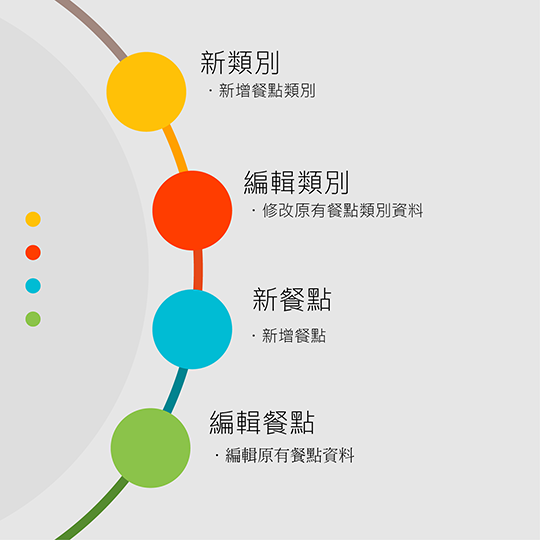 新類別
・新增餐點類別
編輯類別
・修改原有餐點類別資料
新餐點
・新增餐點
編輯餐點
・編輯原有餐點資料